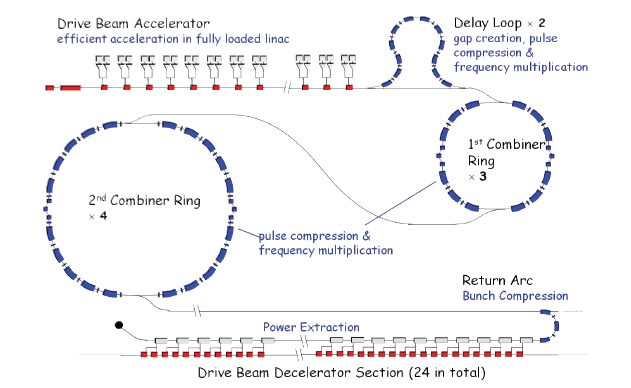 Drive Beam Accelerator
efficient acceleration in fully loaded linac
Delay Loop × 2
gap creation, pulse
compression &
frequency multiplication
1st Combiner
Ring
× 3
2nd Combiner Ring
× 4
pulse compression &
frequency multiplication
Return Arc
Bunch Compression
Power Extraction
Drive Beam Decelerator Section (24 in total)